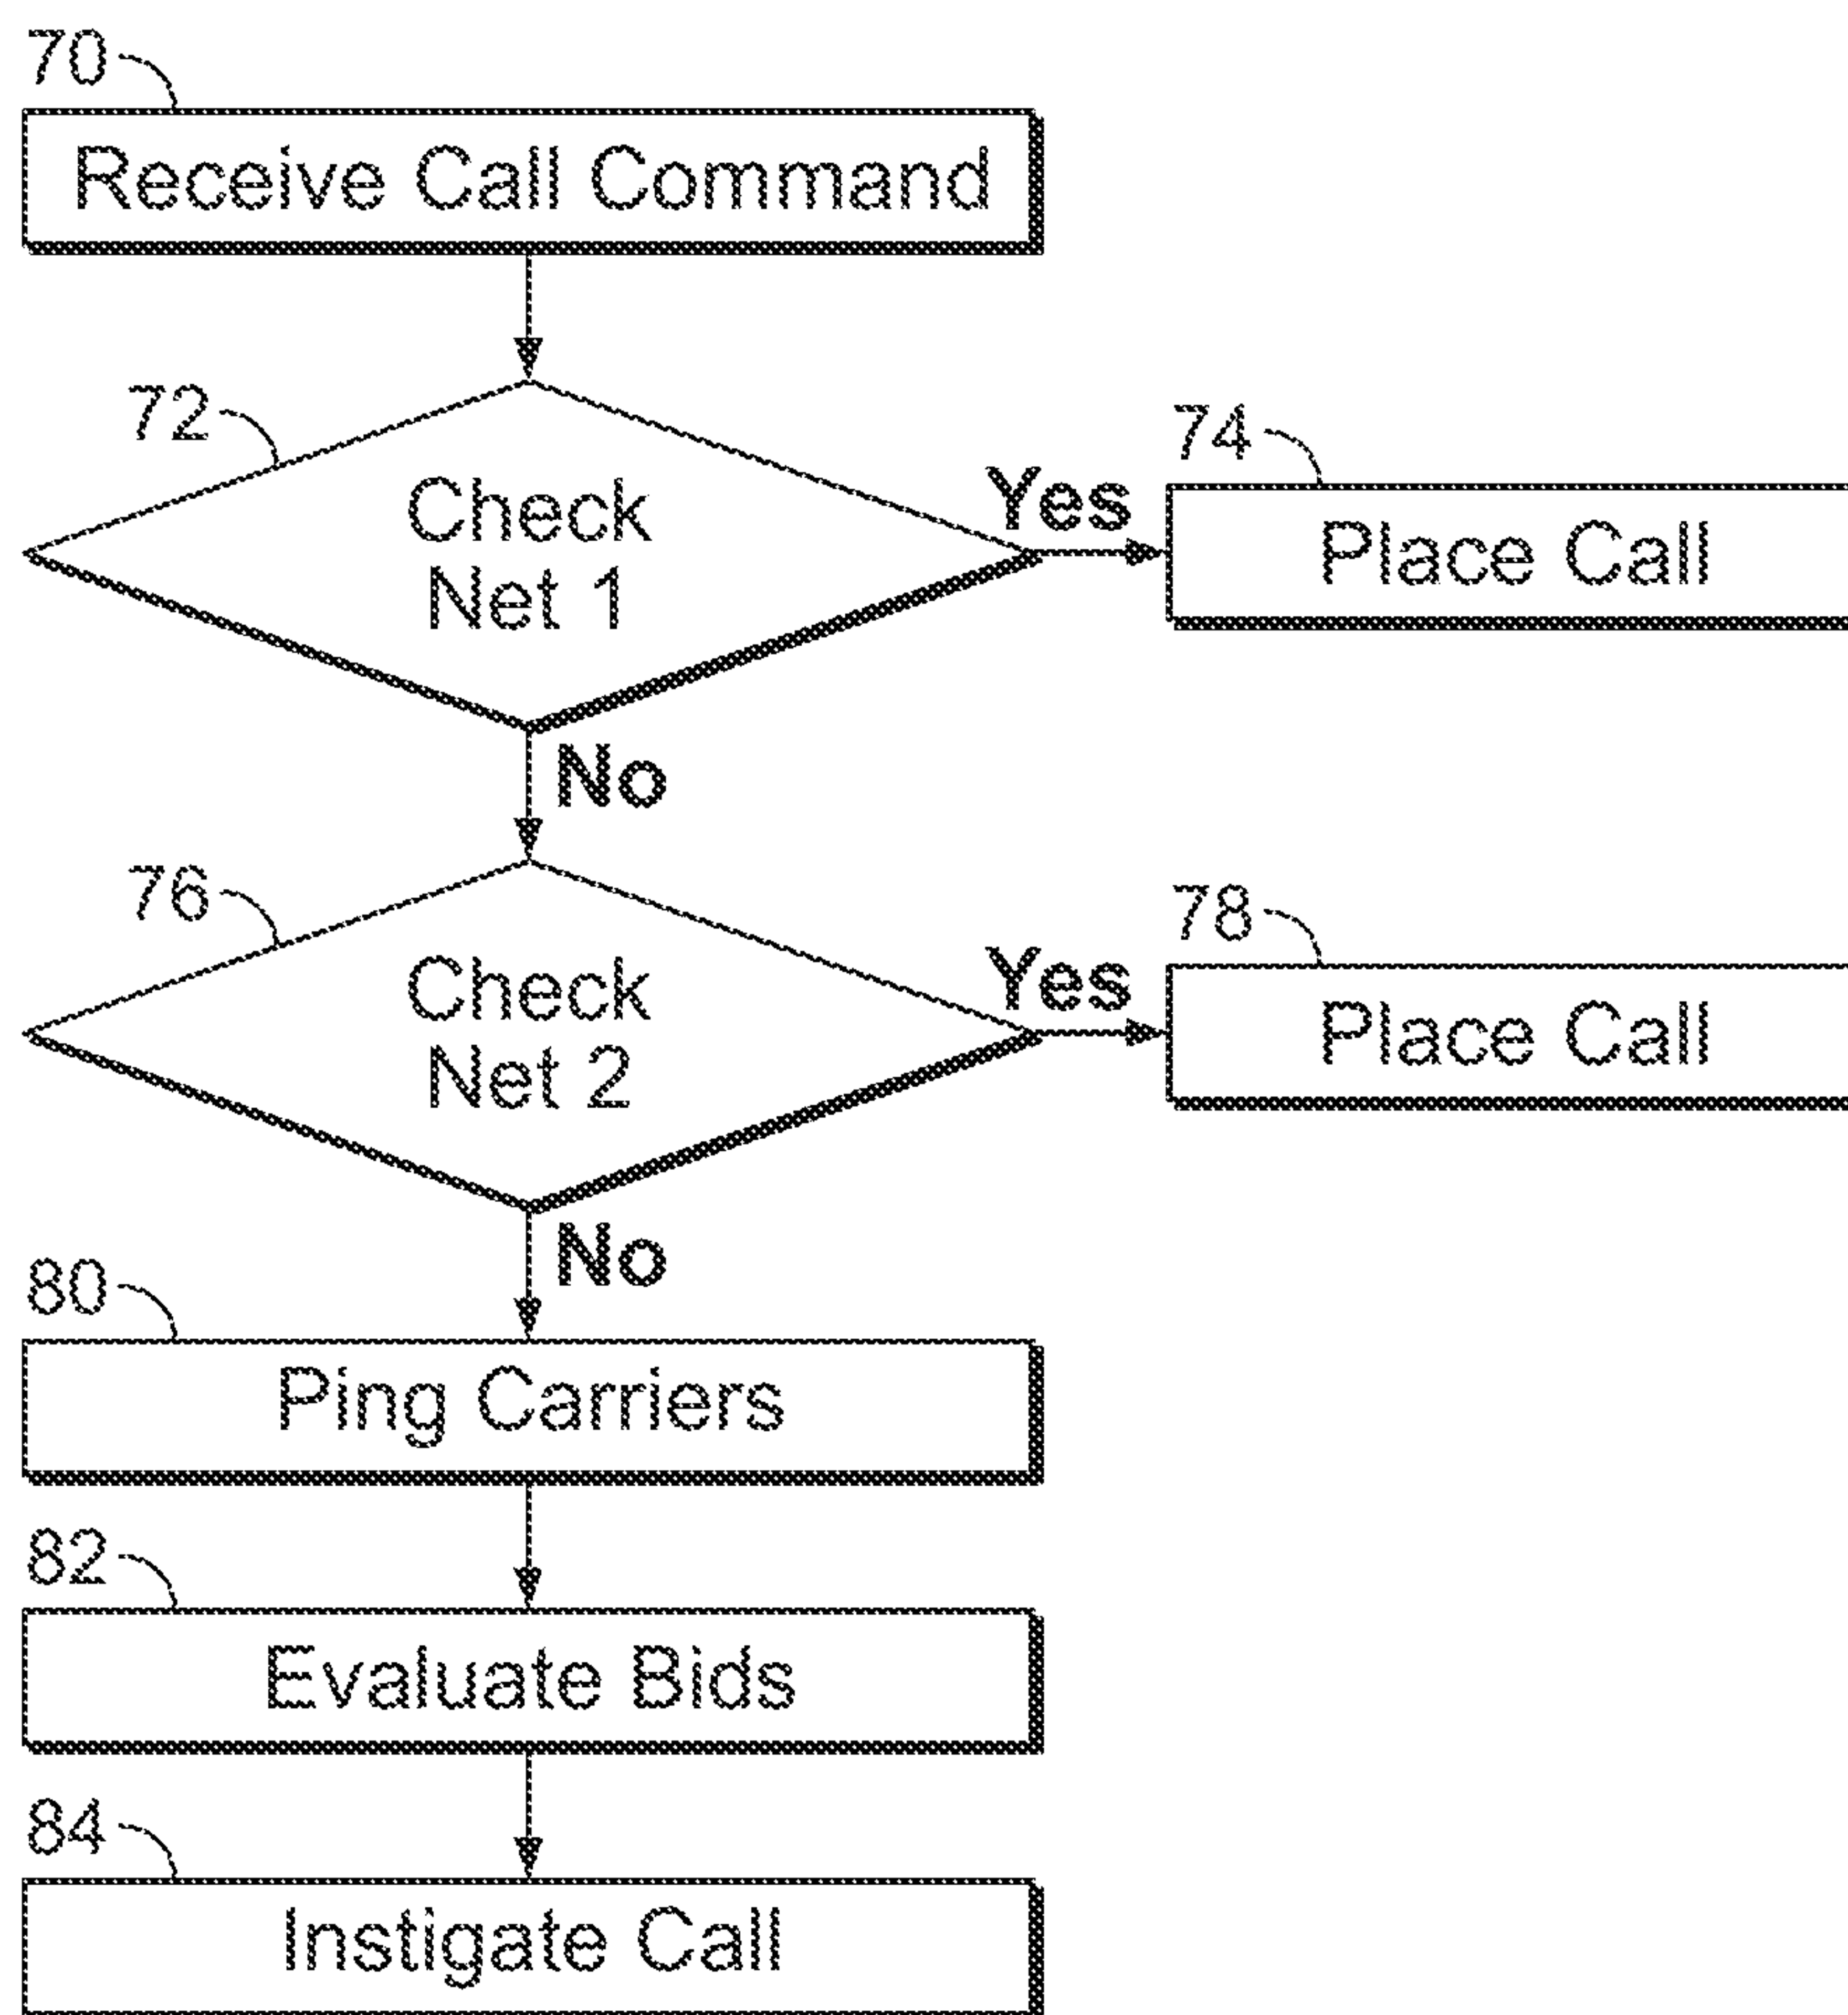 70
Receive Call Command
72
Check
Net 1
Yes
74
Place Call
No
76
Check
Net 2
Yes
78
Place Call
No
80
Ping Carriers
82
Evaluate Bids
84
Instigate Call